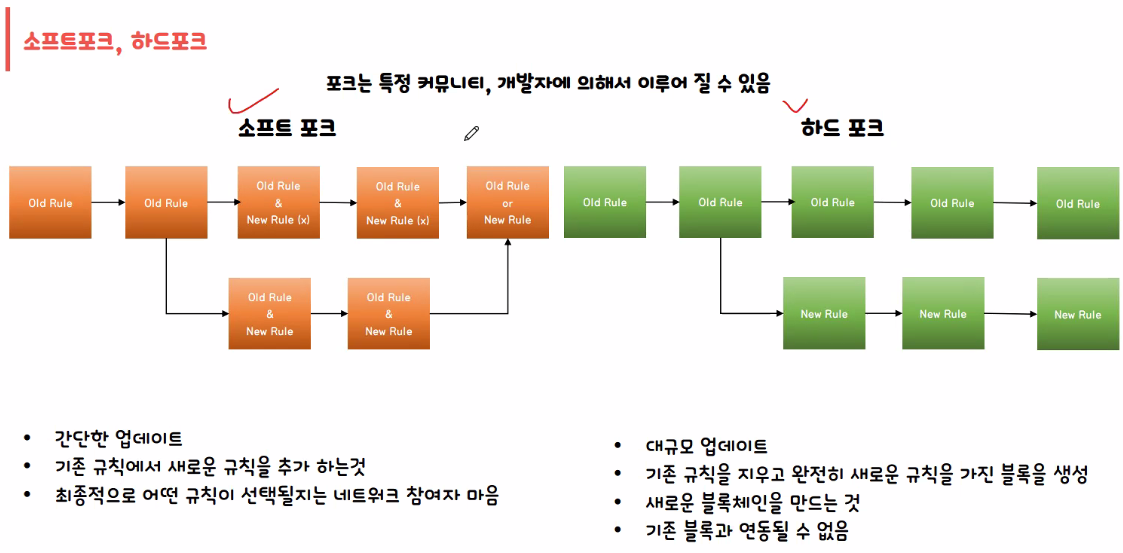 소프트포크, 하드포크
포크는 특정 커뮤니티, 개발자에 의해서 이루어 질 수 있음
소프트 포크
Old Rule
Old Rule
Old Rule
&
New Rule (x)
Old Rule
&
New Rule (x)
Old Rule
or
New Rule
Old Rule
&
New Rule
Old Rule
&
New Rule
간단한 업데이트
기존 규칙에서 새로운 규칙을 추가 하는것
최종적으로 어떤 규칙이 선택될지는 네트워크 참여자 마음
하드 포크
Old Rule
Old Rule
Old Rule
Old Rule
Old Rule
New Rule
New Rule
New Rule
대규모 업데이트
기존 규칙을 지우고 완전히 새로운 규칙을 가진 블록을 생성
새로운 블록체인을 만드는 것
기존 블록과 연동될 수 없음